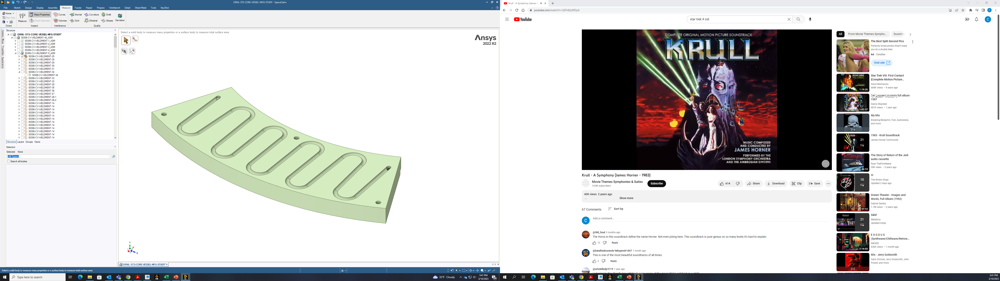 ORNL-STS-CORE-VESSEL-MFG-STUDY - SpaceClaim
File Sketch Design Display Assembly Measure Facets Repair Prepare Workbench Detail Sheet Metal Tools KeyShot
Home
Plan View
Orient
Measure
Mass Properties
Check Geometry
Inspect
Curves
Volumes
Interference
Normal Curvature Draft
Grid Dihedral Stripes
Deviation
Quality
Options - Mass Properties
Appearance
Structure
ORNL-STS-CORE-VESSEL-MFG-STUDY*
S0306-CV-WELDMENT-40_ASM
S0306-CV-WELDMENT-1_ASM
S0306-CV-WELDMENT-2_ASM
S0306-CV-WELDMENT-3_ASM
S0306-CV-WELDMENT-4_ASM
S0306-CV-WELDMENT-5_ASM
S0306-CV-WELDMENT-25
S0306-CV-WELDMENT-28
S0306-CV-WELDMENT-29
S0306-CV-WELDMENT-30
S0306-CV-WELDMENT-31
S0306-CV-WELDMENT-34
S0306-CV-WELDMENT-34
S0306-CV-WELDMENT-33
S0306-CV-WELDMENT-32
S0306-CV-WELDMENT-29
S0306-CV-WELDMENT-35
S0306-CV-WELDMENT-36
S0306-CV-WELDMENT-47
S0306-CV-WELDMENT-26-1
S0306-CV-WELDMENT-26-2
S0306-CV-WELDMENT-14
S0306-CV-WELDMENT-14
S0306-CV-WELDMENT-14
S0306-CV-WELDMENT-14
S0306-CV-WELDMENT-14
S0306-CV-WELDMENT-14
S0306-CV-WELDMENT-14
S0306-CV-WELDMENT-14
S0306-CV-WELDMENT-14
S0306-CV-WELDMENT-14
S0306-CV-WELDMENT-14
S0306-CV-WELDMENT-14
Structure Layers Groups Views
Selection
Selected: None
<All Types>
Search all bodies
Select a solid body to measure mass properties or a surface body to measure total surface area
Ansys
2022 R2
Y
X
Z
ORNL-STS-CORE-VESSEL-MFG-STUDY*
Select a solid body to measure mass properties or a surface body to measure total surface area
Type here to search
35°F Cloudy
3:41 PM
3/10/2023
Krull - A Symphony (James H
youtube.com/watch?v=QFFdQcfXDyA
YouTube
star trek 4 ost
C
COMPLETE ORIGINAL MOTION PICTURE SOUNDTRACK
KRULL
MUSIC COMPOSED
AND CONDUCTED BY
JAMES HORNER
PERFORMED BY THE
LONDON SYMPHONY ORCHESTRA
AND THE AMBROSIAN SINGERS
Krull - A Symphony (James Horner - 1983)
Movie Themes Symphonies & Suites
14.8K subscribers
Subscribe
614
Share
Download
Clip
Save
43K views 2 years ago
...
Show more
67 Comments
Sort by
C
Add a comment...
@Old_Soul 3 months ago
The Horns in this soundtrack define the name Horner. Not even joking here. This soundtrack is pure genius on so many levels it's hard to explain.
12 Reply
@batalhadosnerds-leliopendr1847 1 month ago
This is one of the most beautiful soundtracks of all times.
3 Reply
@whokilledjr3719 1 year ago
All
From Movie Themes Sympho...
Soundtr
The Best Split-Second Pics
Perfectly timed photos that'll make
you do a double take
Ad · DailyBee
Visit site
Star Trek VIII: First Contact
[Complete Motion Picture...
David Molinarolo
668K views • 9 years ago
1:19:20
Def Leppard Hysteria full album
1987
Danny Waysted
401K views • 1 year ago
1:02:37
My Mix
Breaking Benjamin, Tool, Audioslave,
and more
1983 - Krull Soundtrack
James Horner Community
21
The Story of Return of the Jedi
audio cassette
Ryan TheFilmMaker
59K views • 3 years ago
46:13
III
The Winery Dogs
Updated 2 days ago
10
Dream Theater - Images and
Words, Full Album (1992)
Gabriel Santos
1.7M views • 2 years ago
57:12
S&M
Metallica
Updated today
21
E X O D U S
(Synthwave/Chillwave/Retrow...
INEXED
636K views • 1 month ago
2:14:53
Mix - Jerry Goldsmith
Hans Zimmer, Jerry Goldsmith, John
Powell, and more
3:41 PM
3/10/2023